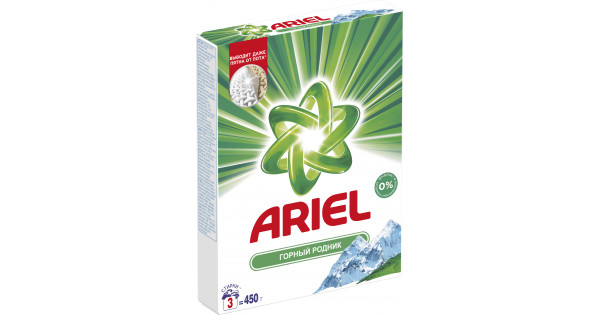 ВЫВОДИТ ДАЖЕ
ПЯТНА ОТ ПОТА*
ARIEL
ГОРНЫЙ РОДНИК
0%
СТИРКИ
3 = 450 г